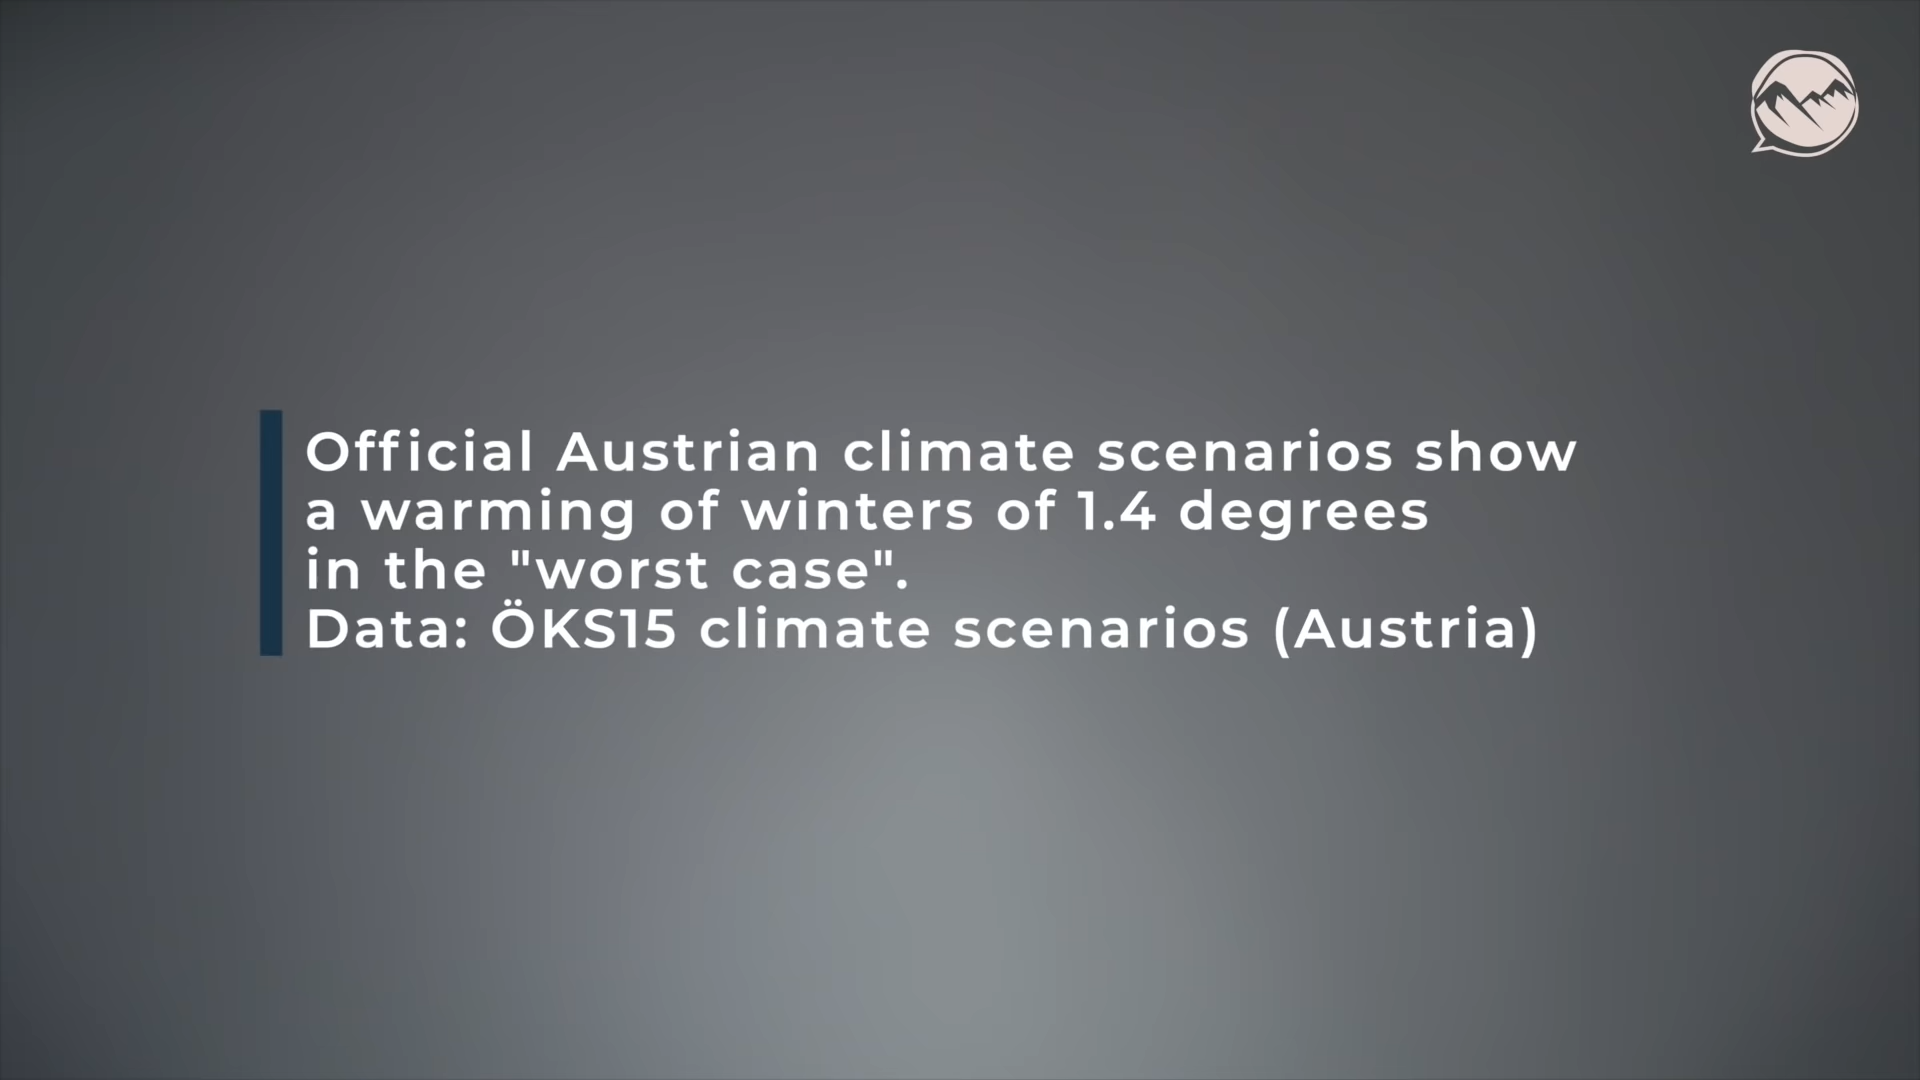 Official Austrian climate scenarios show
a warming of winters of 1.4 degrees
in the "worst case".
Data: ÖKS15 climate scenarios (Austria)